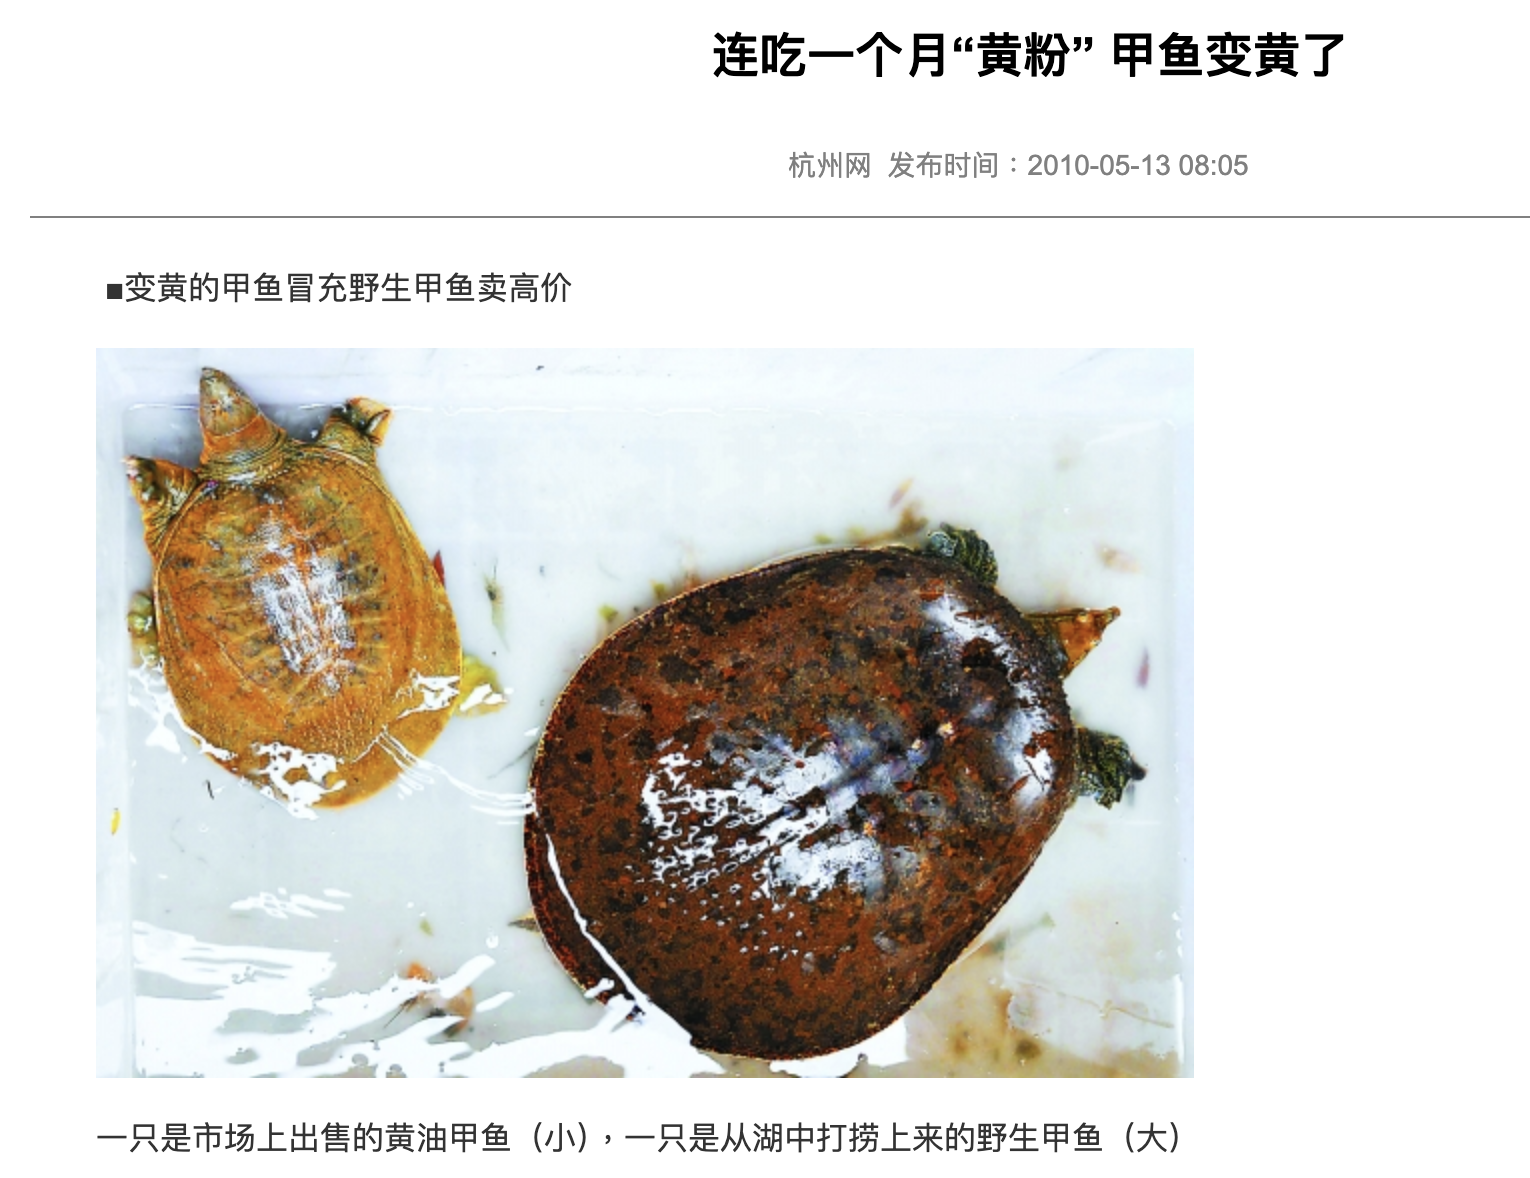 连吃一个月“黄粉” 甲鱼变黄了
杭州网 发布时间：2010-05-13 08:05
■变黄的甲鱼冒充野生甲鱼卖高价
一只是市场上出售的黄油甲鱼（小），一只是从湖中打捞上来的野生甲鱼（大）